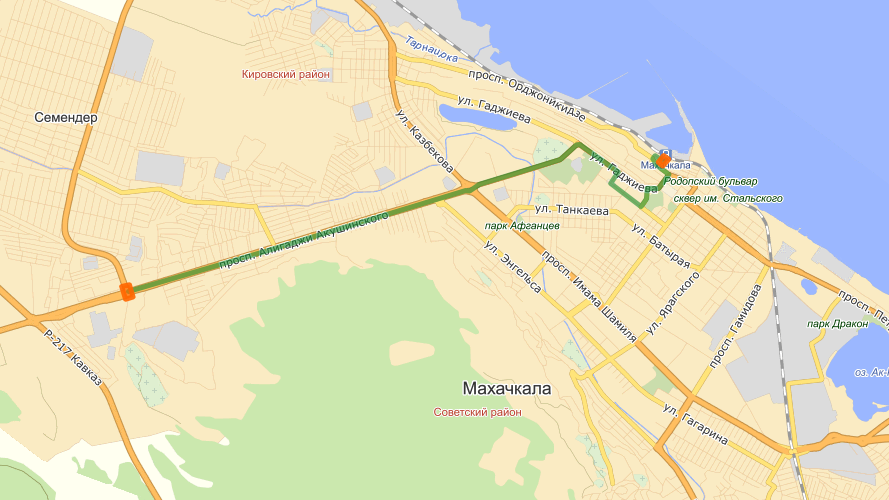 Тарнаирка
Кировский район
просп. Орджоникидзе
ул. Гаджиева
Семендер
ул. Казбекова
Махачкала
ул. Гаджиева
Родопский бульвар
сквер им. Стальского
ул. Танкаева
просп. Алигаджи Акушинского
парк Афганцев
ул. Батырая
ул. Энгельса
просп. Имама Шамиля
ул. Ярагского
просп. Гамидова
просп. Пет
парк Дракон
Р-217 Кавказ
оз. Ак-
Махачкала
Советский район
ул. Гагарина